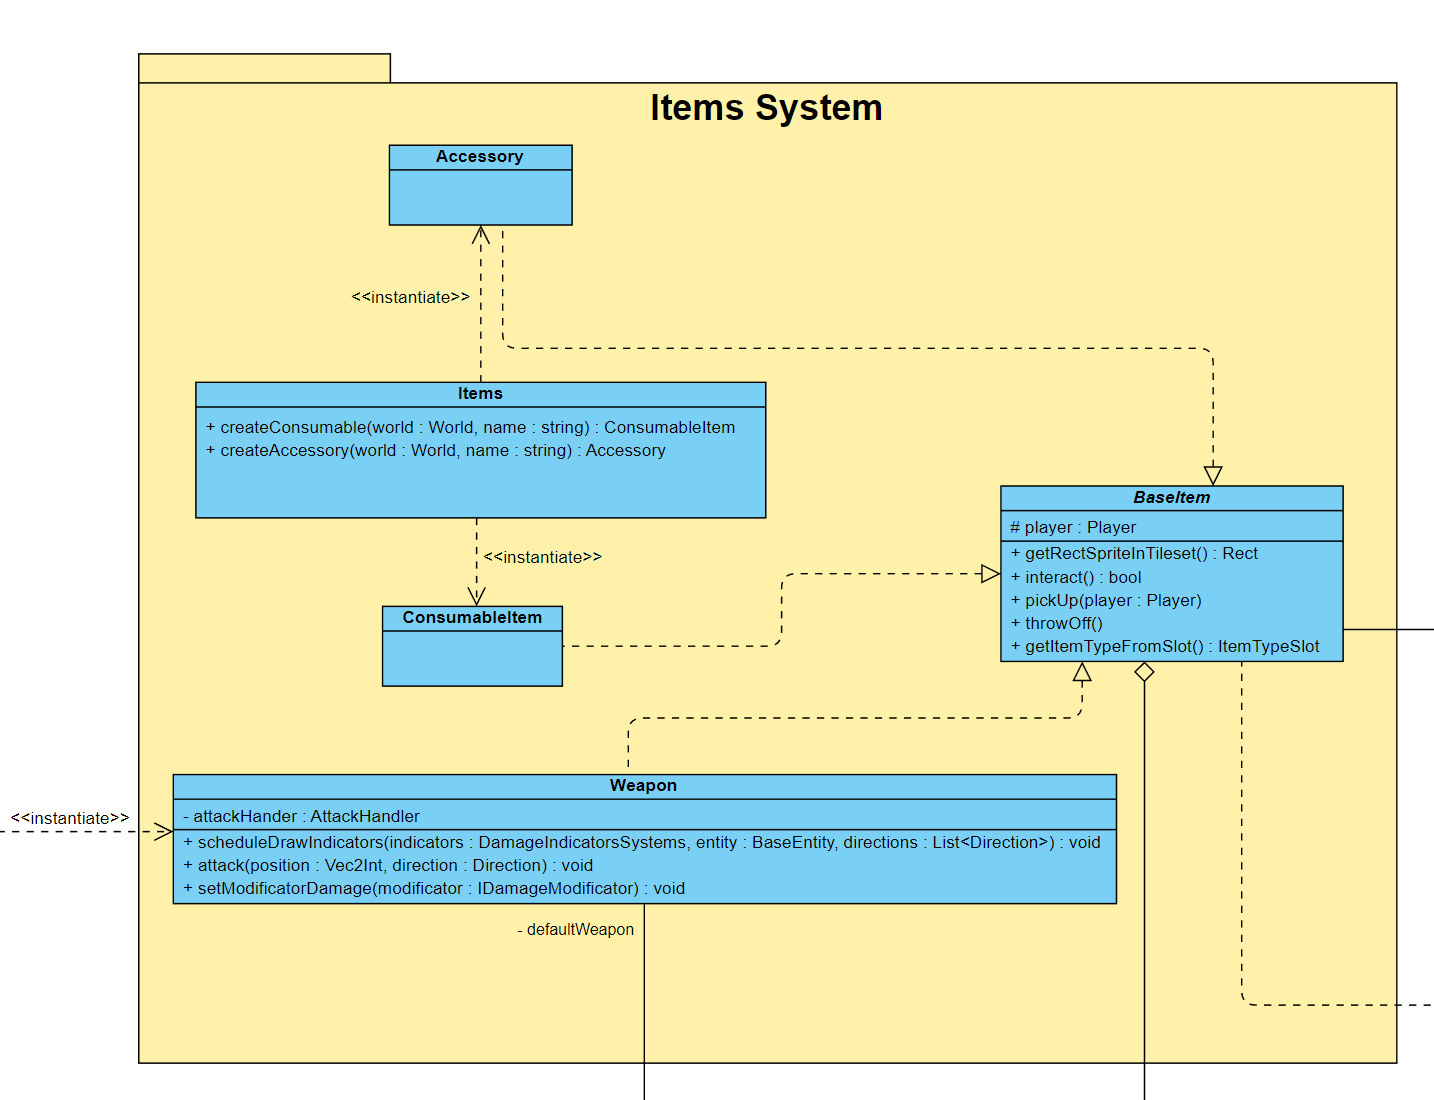 Items System
Accessory
<<instantiate>>
Items
+ createConsumable(world : World, name : string) : ConsumableItem
+ createAccessory(world : World, name : string) : Accessory
BaseItem
# player : Player
+ getRectSpriteInTileset() : Rect
+ interact() : bool
+ pickUp(player : Player)
+ throwOff()
+ getItemTypeFromSlot() : ItemTypeSlot
<<instantiate>>
ConsumableItem
Weapon
- attackHander : AttackHandler
+ scheduleDrawIndicators(indicators : DamageIndicatorsSystems, entity : BaseEntity, directions : List<Direction>) : void
+ attack(position : Vec2Int, direction : Direction) : void
+ setModificatorDamage(modificator : IDamageModificator) : void
<<instantiate>>
- defaultWeapon